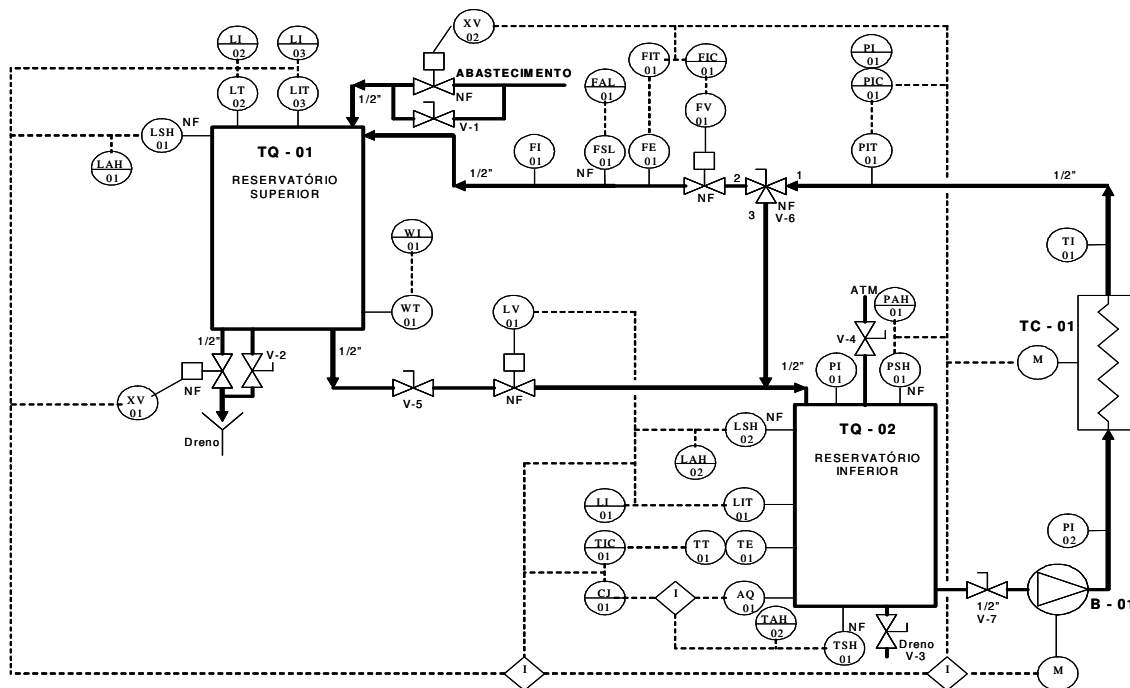 XV 02
LI 02
LI 03
LT 02
LIT 03
ABASTECIMENTO
1/2"
NF
V-1
FIT 01
FIC 01
FAL 01
FV 01
PI 01
PIC 01
LSH 01
NF
LAH 01
TQ - 01
RESERVATÓRIO
SUPERIOR
FI 01
FSL 01
FE 01
PIT 01
NF
1/2"
NF
2
1
3
NF
V-6
1/2"
WI 01
WT 01
TI 01
LV 01
ATM
PAH 01
V-4
TC - 01
M
1/2"
V-2
1/2"
NF
XV 01
Dreno
V-5
NF
1/2"
PI 01
PSH 01
NF
NF
LSH 02
LAH 02
TQ - 02
RESERVATÓRIO
INFERIOR
LI 01
LIT 01
TIC 01
TT 01
TE 01
CJ 01
I
AQ 01
PI 02
1/2"
V-7
B - 01
TAH 02
NF
TSH 01
Dreno
V-3
I
I
M